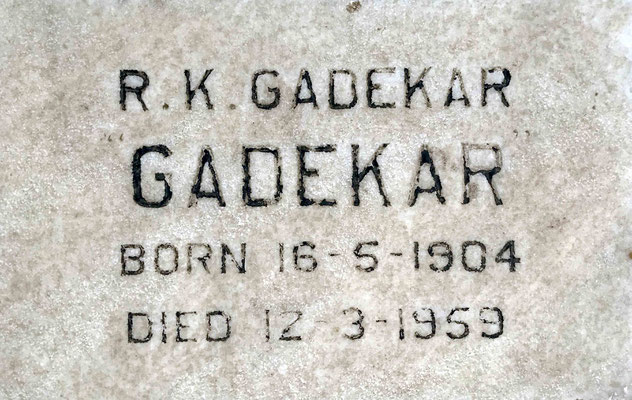 R.K.GADEKAR
"GADEKAR"
BORN 16-5-1904
DIED 12-3-1959